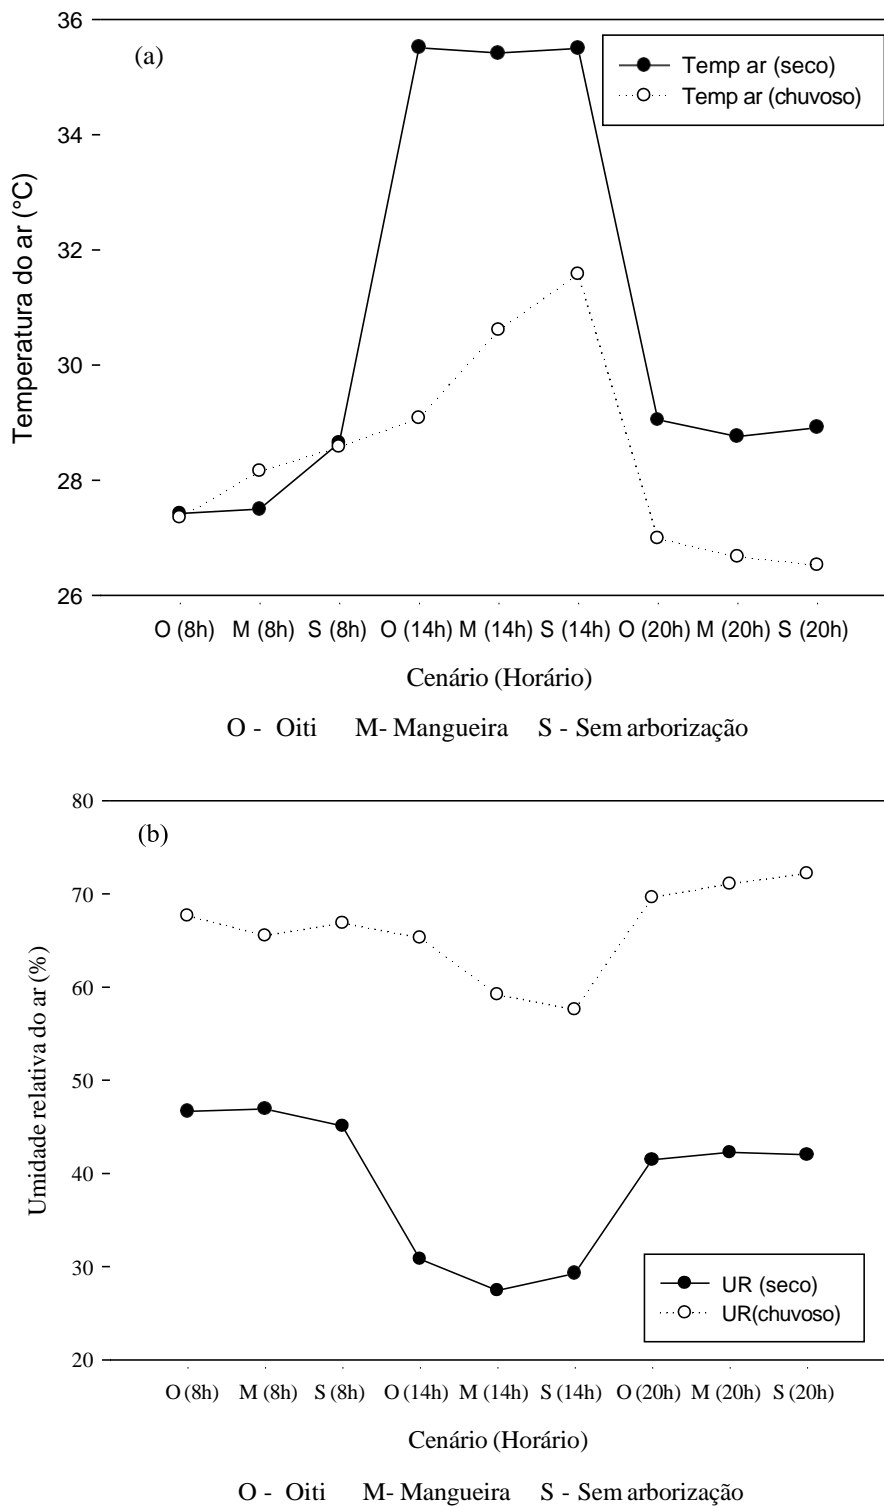 36
(a)
Temp ar (seco)
Temp ar (chuvoso)
34
32
30
28
26
Temperatura do ar (°C)
O (8h) M (8h) S (8h) O (14h) M (14h) S (14h) O (20h) M (20h) S (20h)
Cenário (Horário)
O - Oiti M- Mangueira S - Sem arborização
80
(b)
70
60
50
40
30
20
Umidade relativa do ar (%)
UR (seco)
UR(chuvoso)
O (8h) M (8h) S (8h) O (14h) M (14h) S (14h) O (20h) M (20h) S (20h)
Cenário (Horário)
O - Oiti M- Mangueira S - Sem arborização